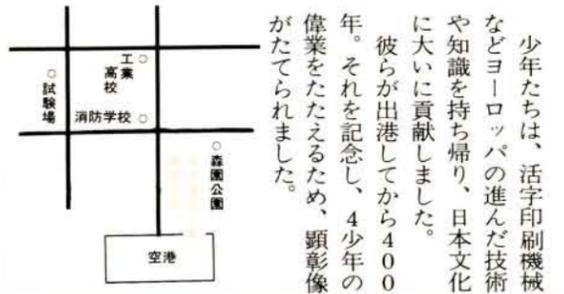 少年たちは、活字印刷機械
などヨーロッパの進んだ技術
や知識を持ち帰り、日本文化
に大いに貢献しました。
彼らが出港してから400
年。それを記念し、4少年の
偉業をたたえるため、顕彰像
がたてられました。
工業
高校
試験場
消防学校
森園公園
空港